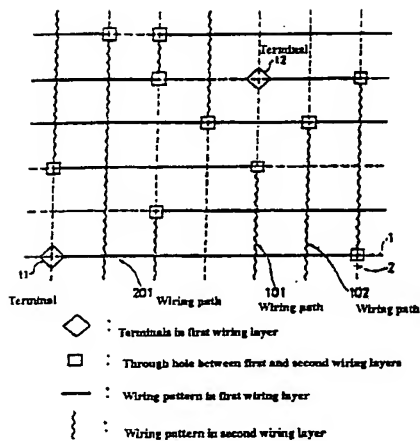 Terminal
12
1
2
11
201
101
102
Terminal
Wiring path
Wiring path
Wiring path
: Terminals in first wiring layer
: Through hole between first and second wiring layers
: Wiring pattern in first wiring layer
: Wiring pattern in second wiring layer